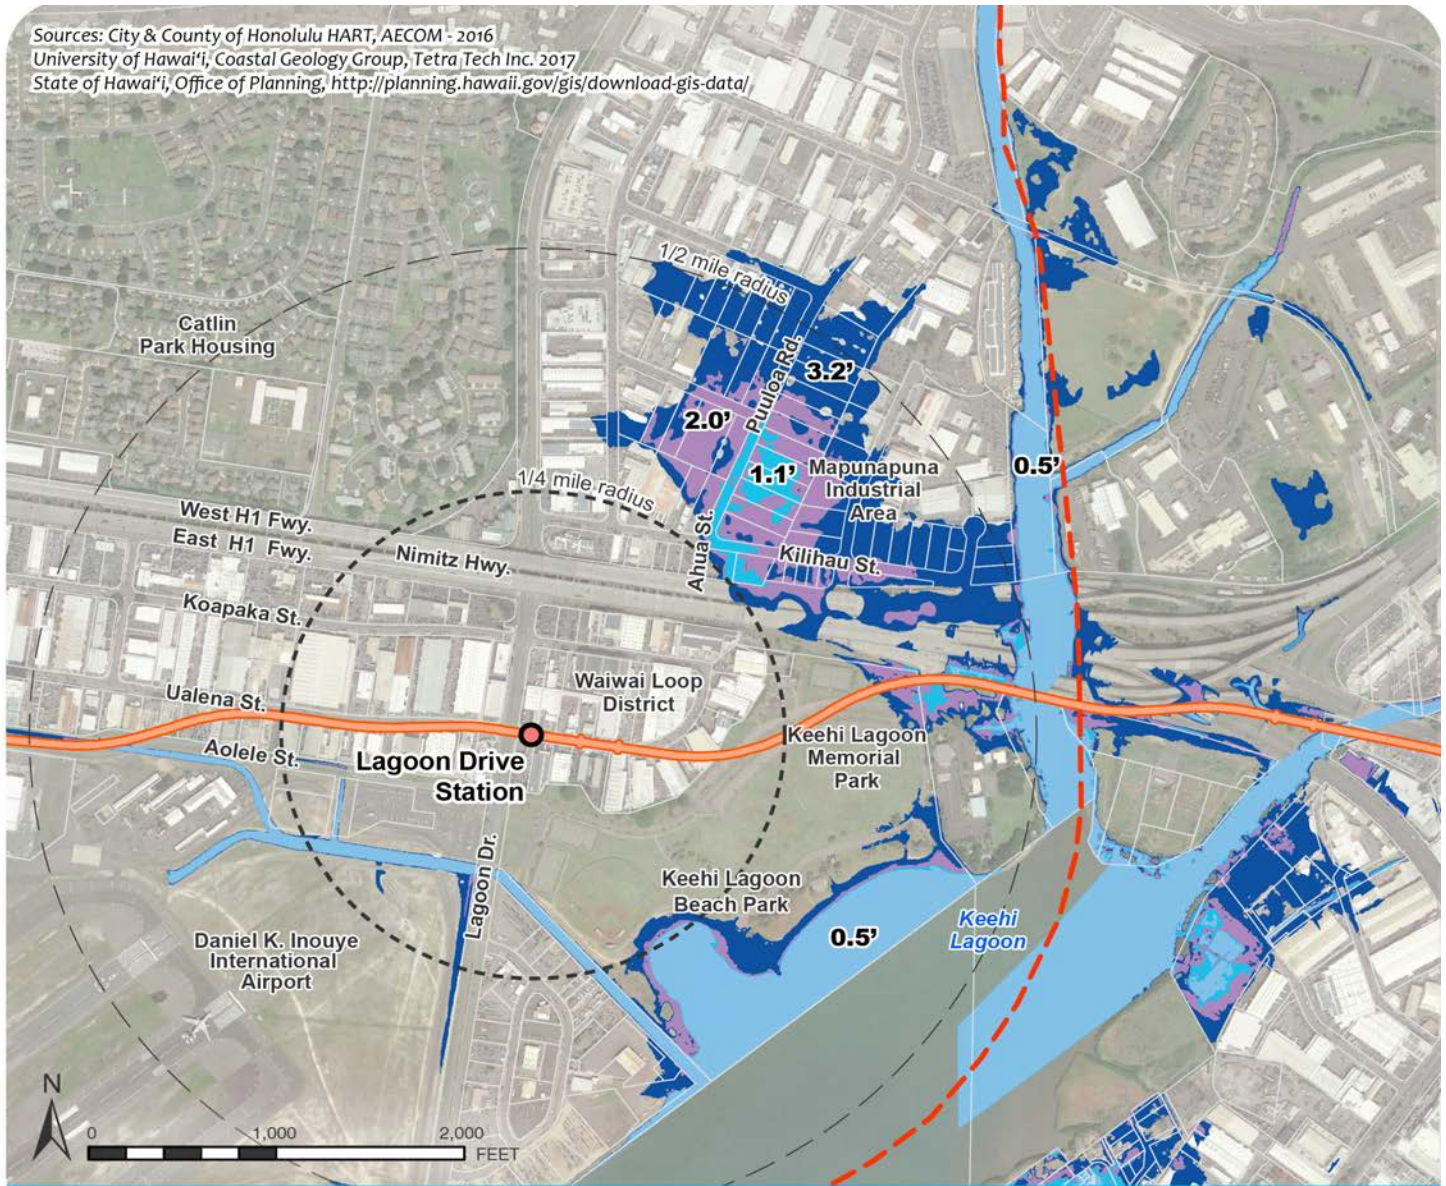 Sources: City & County of Honolulu HART, AECOM - 2016
University of Hawai‘i, Coastal Geology Group, Tetra Tech Inc. 2017
State of Hawai‘i, Office of Planning, http://planning.hawaii.gov/gis/download-gis-data/
1/2 mile radius
Catlin
Park Housing
Puuloa Rd.
3.2’
2.0’
1.1’
Mapunapuna
Industrial
Area
0.5’
1/4 mile radius
West H1 Fwy.
East H1 Fwy.
Nimitz Hwy.
Ahua St.
Kilihau St.
Koapaka St.
Ualena St.
Waiwai Loop
District
Aolele St.
Lagoon Drive
Station
Keehi Lagoon
Memorial
Park
Lagoon Dr.
Keehi Lagoon
Beach Park
0.5’
Keehi
Lagoon
Daniel K. Inouye
International
Airport
N
0
1,000
2,000
FEET